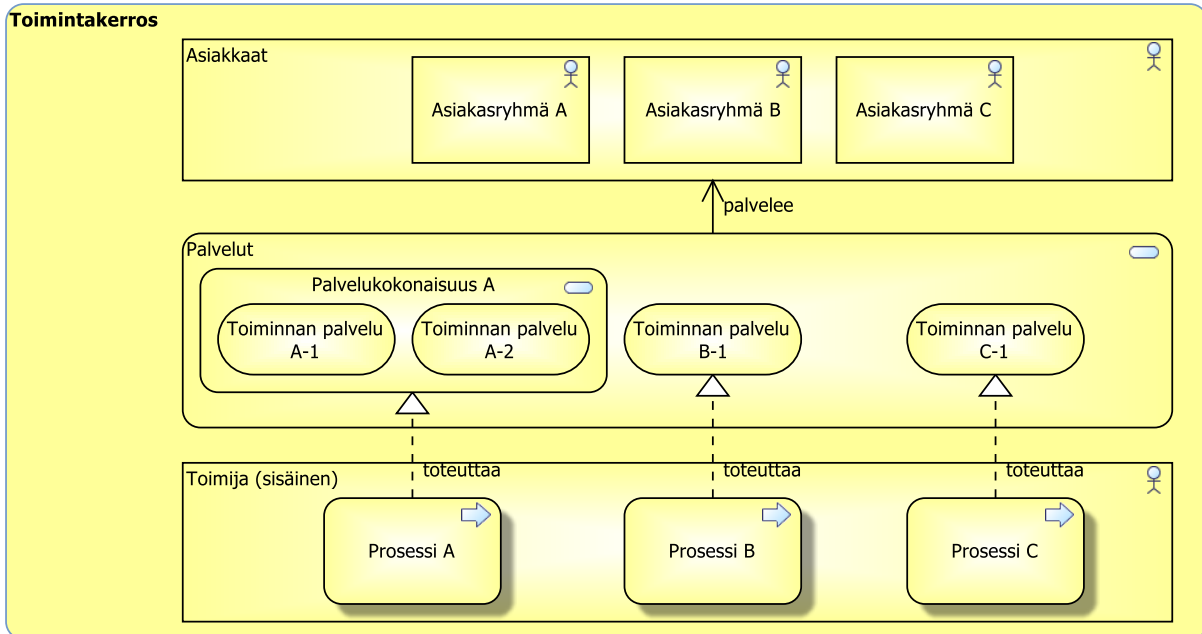 Toimintakerros
Asiakkaat
Asiakasryhmä A
Asiakasryhmä B
Asiakasryhmä C
palvelee
Palvelut
Palvelukokonaisuus A
Toiminnan palvelu
A-1
Toiminnan palvelu
A-2
Toiminnan palvelu
B-1
Toiminnan palvelu
C-1
toteuttaa
toteuttaa
toteuttaa
Toimija (sisäinen)
Prosessi A
Prosessi B
Prosessi C